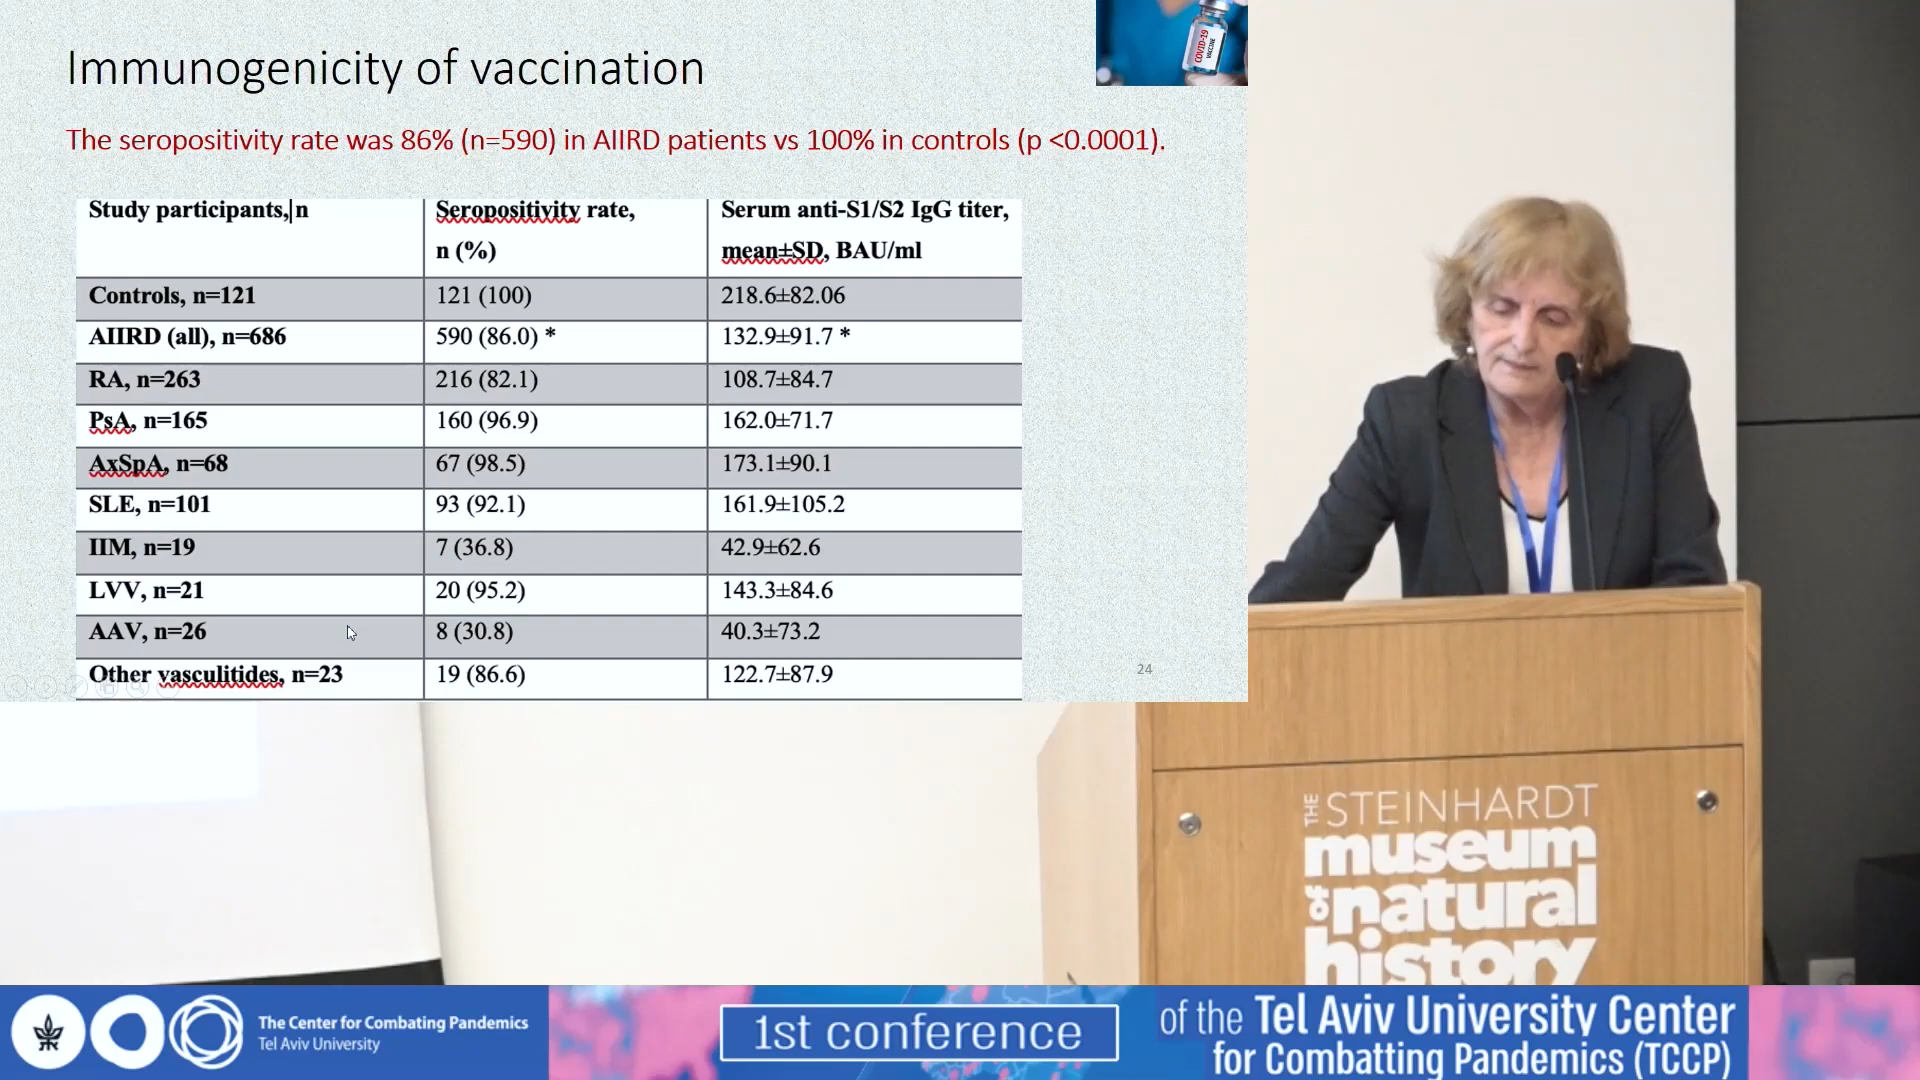 Immunogenicity of vaccination
COVID-19
VACCINE
The seropositivity rate was 86% (n=590) in AIIRD patients vs 100% in controls (p <0.0001).
Study participants, n
Seropositivity rate,
n (%)
Serum anti-S1/S2 IgG titer,
mean±SD, BAU/ml
Controls, n=121 121 (100) 218.6±82.06
AIIRD (all), n=686 590 (86.0) * 132.9±91.7 *
RA, n=263 216 (82.1) 108.7±84.7
PsA, n=165 160 (96.9) 162.0±71.7
AxSpA, n=68 67 (98.5) 173.1±90.1
SLE, n=101 93 (92.1) 161.9±105.2
IIM, n=19 7 (36.8) 42.9±62.6
LVV, n=21 20 (95.2) 143.3±84.6
AAV, n=26 8 (30.8) 40.3±73.2
Other vasculitides, n=23 19 (86.6) 122.7±87.9
24
THE STEINHARDT
museum
of natural
history
The Center for Combating Pandemics
Tel Aviv University
1st conference
of the Tel Aviv University Center
for Combatting Pandemics (TCCP)